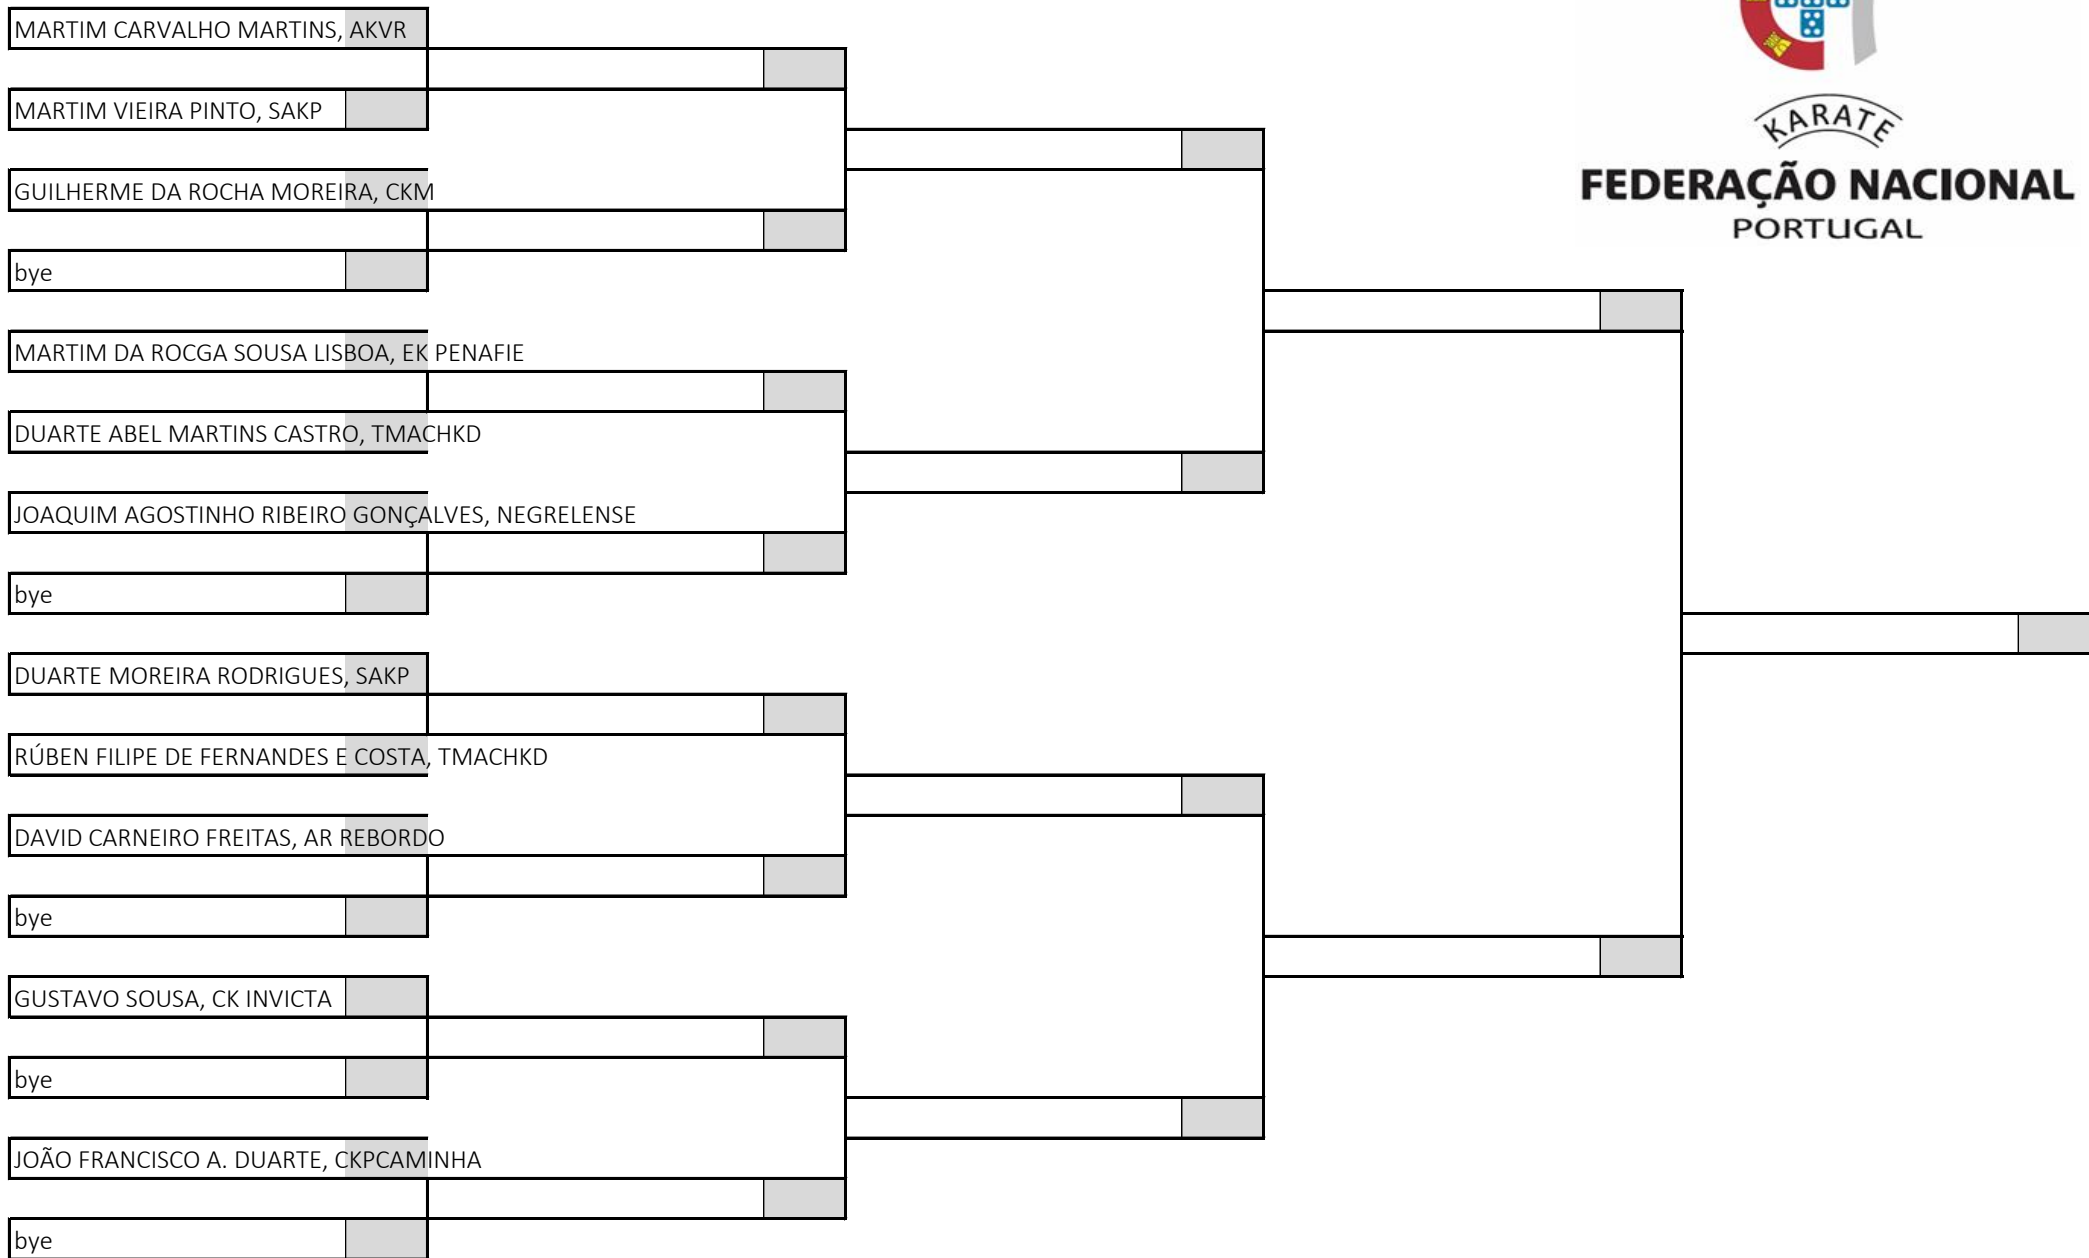 MARTIM CARVALHO MARTINS, AKVR
MARTIM VIEIRA PINTO, SAKP
KARATE
FEDERAÇÃO NACIONAL
PORTUGAL
GUILHERME DA ROCHA MOREIRA, CKM
bye
MARTIM DA ROCGA SOUSA LISBOA, EK PENAFIE
DUARTE ABEL MARTINS CASTRO, TMACHKD
JOAQUIM AGOSTINHO RIBEIRO GONÇALVES, NEGRELENSE
bye
DUARTE MOREIRA RODRIGUES, SAKP
RÚBEN FILIPE DE FERNANDES E COSTA, TMACHKD
DAVID CARNEIRO FREITAS, AR REBORDO
bye
GUSTAVO SOUSA, CK INVICTA
bye
JOÃO FRANCISCO A. DUARTE, CKPCAMINHA
bye